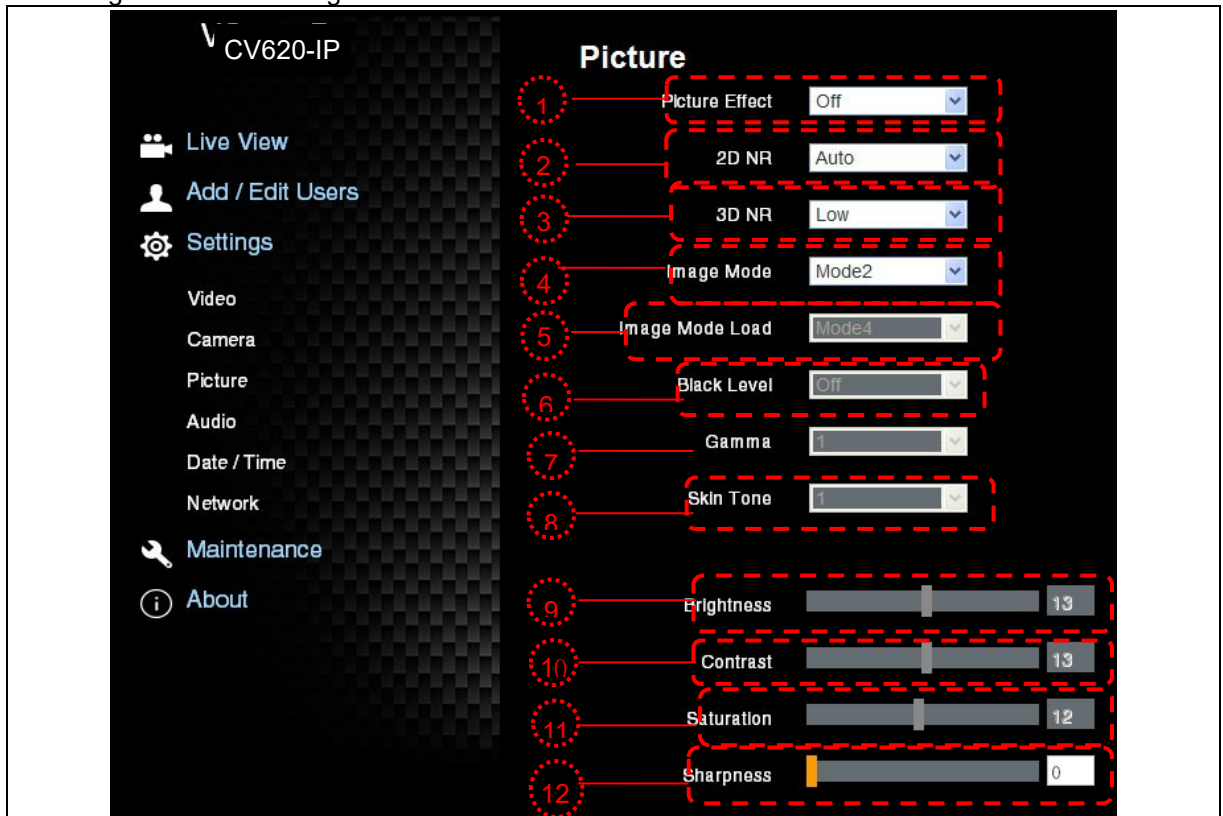 CV620-IP
Live View
Add / Edit Users
Settings
Video
Camera
Picture
Audio
Date / Time
Network
Maintenance
About
Picture
1 Picture Effect Off
2 2D NR Auto
3 3D NR Low
4 Image Mode Mode2
5 Image Mode Load Mode4
6 Black Level Off
7 Gamma 1
8 Skin Tone 1
9 Brightness 13
10 Contrast 13
11 Saturation 12
12 Sharpness 0